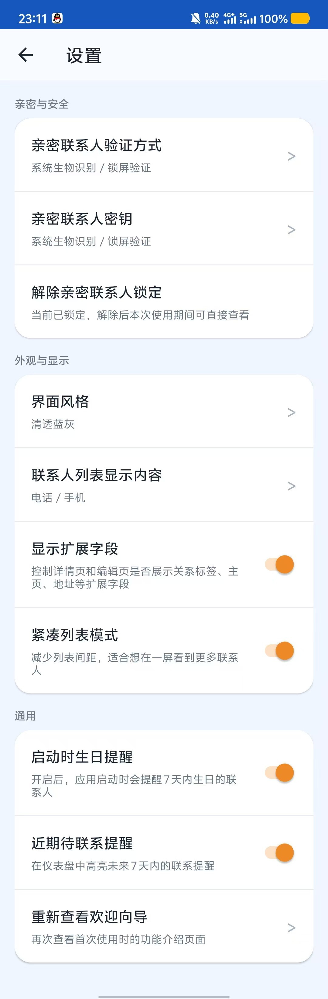 23:11
0.40 KB/s 4G+ 5G 100%
设置
亲密与安全
亲密联系人验证方式
系统生物识别 / 锁屏验证
亲密联系人密钥
系统生物识别 / 锁屏验证
解除亲密联系人锁定
当前已锁定，解除后本次使用期间可直接查看
外观与显示
界面风格
清透蓝灰
联系人列表显示内容
电话 / 手机
显示扩展字段
控制详情页和编辑页是否展示关系标签、主
页、地址等扩展字段
紧凑列表模式
减少列表间距，适合想在一屏看到更多联系
人
通用
启动时生日提醒
开启后，应用启动时会提醒7天内生日的联
系人
近期待联系提醒
在仪表盘中高亮未来7天内的联系提醒
重新查看欢迎向导
再次查看首次使用时的功能介绍页面